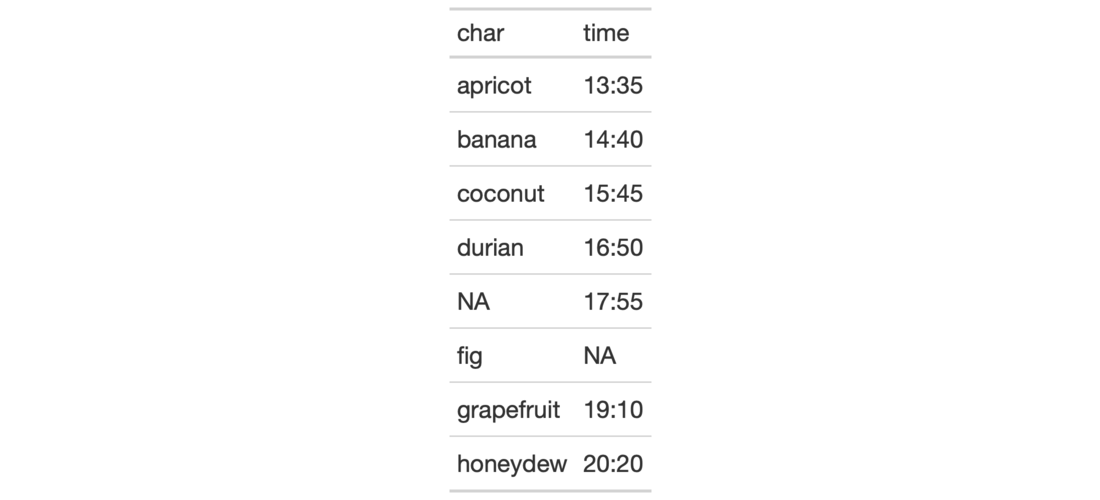 char time
apricot 13:35
banana 14:40
coconut 15:45
durian 16:50
NA 17:55
fig NA
grapefruit 19:10
honeydew 20:20